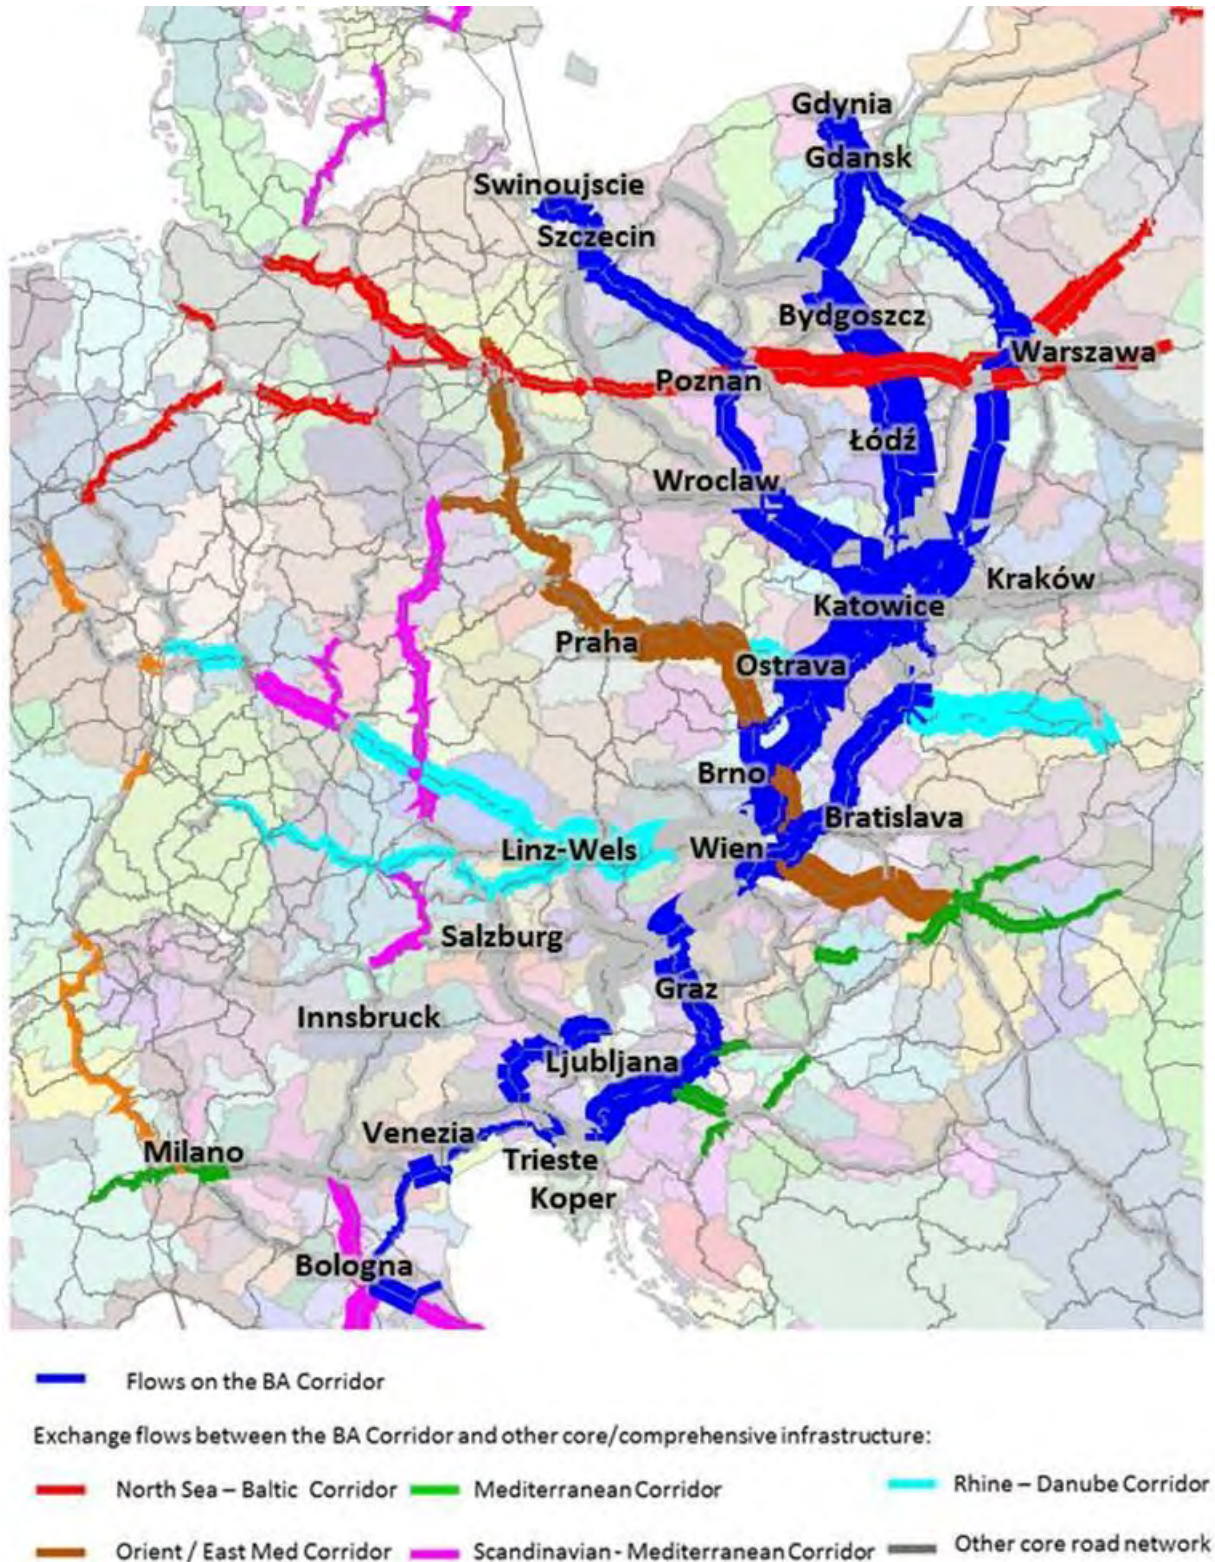 Gdynia
Gdansk
Swinoujscie
Szczecin
Bydgoszcz
Warszawa
Poznan
Łódź
Wroclaw
Kraków
Katowice
Praha
Ostrava
Brno
Bratislava
Linz-Wels
Wien
Salzburg
Graz
Innsbruck
Ljubljana
Venezia
Milano
Trieste
Koper
Bologna
Flows on the BA Corridor
Exchange flows between the BA Corridor and other core/comprehensive infrastructure:
North Sea – Baltic Corridor
Mediterranean Corridor
Rhine – Danube Corridor
Orient / East Med Corridor
Scandinavian - Mediterranean Corridor
Other core road network